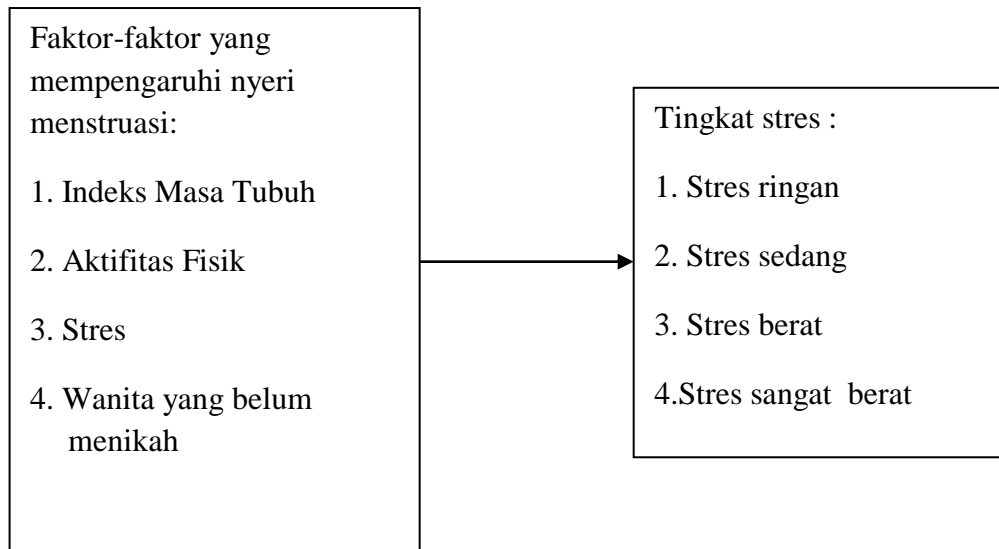 Faktor-faktor yang
mempengaruhi nyeri
menstruasi:
1. Indeks Masa Tubuh
2. Aktifitas Fisik
3. Stres
4. Wanita yang belum
menikah
Tingkat stres :
1. Stres ringan
2. Stres sedang
3. Stres berat
4.Stres sangat  berat